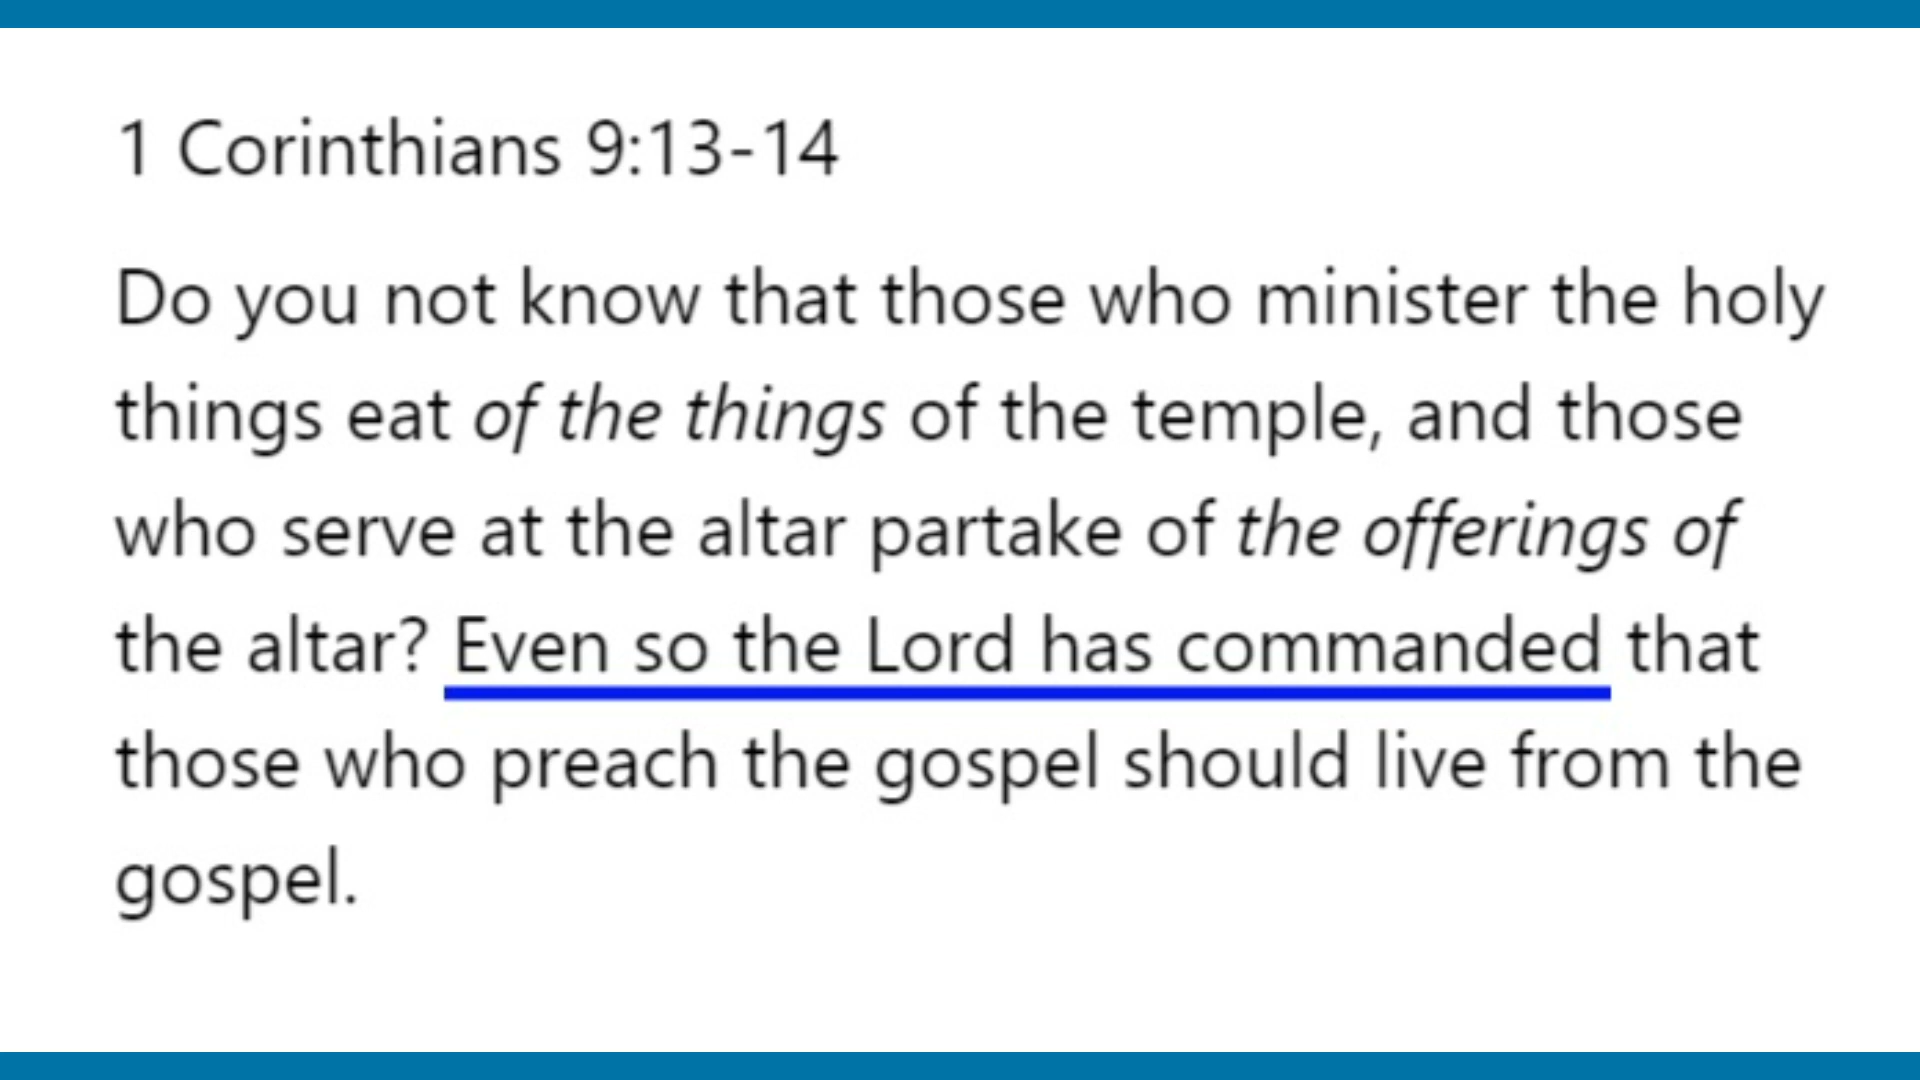 1 Corinthians 9:13-14
Do you not know that those who minister the holy
things eat of the things of the temple, and those
who serve at the altar partake of the offerings of
the altar? Even so the Lord has commanded that
those who preach the gospel should live from the
gospel.